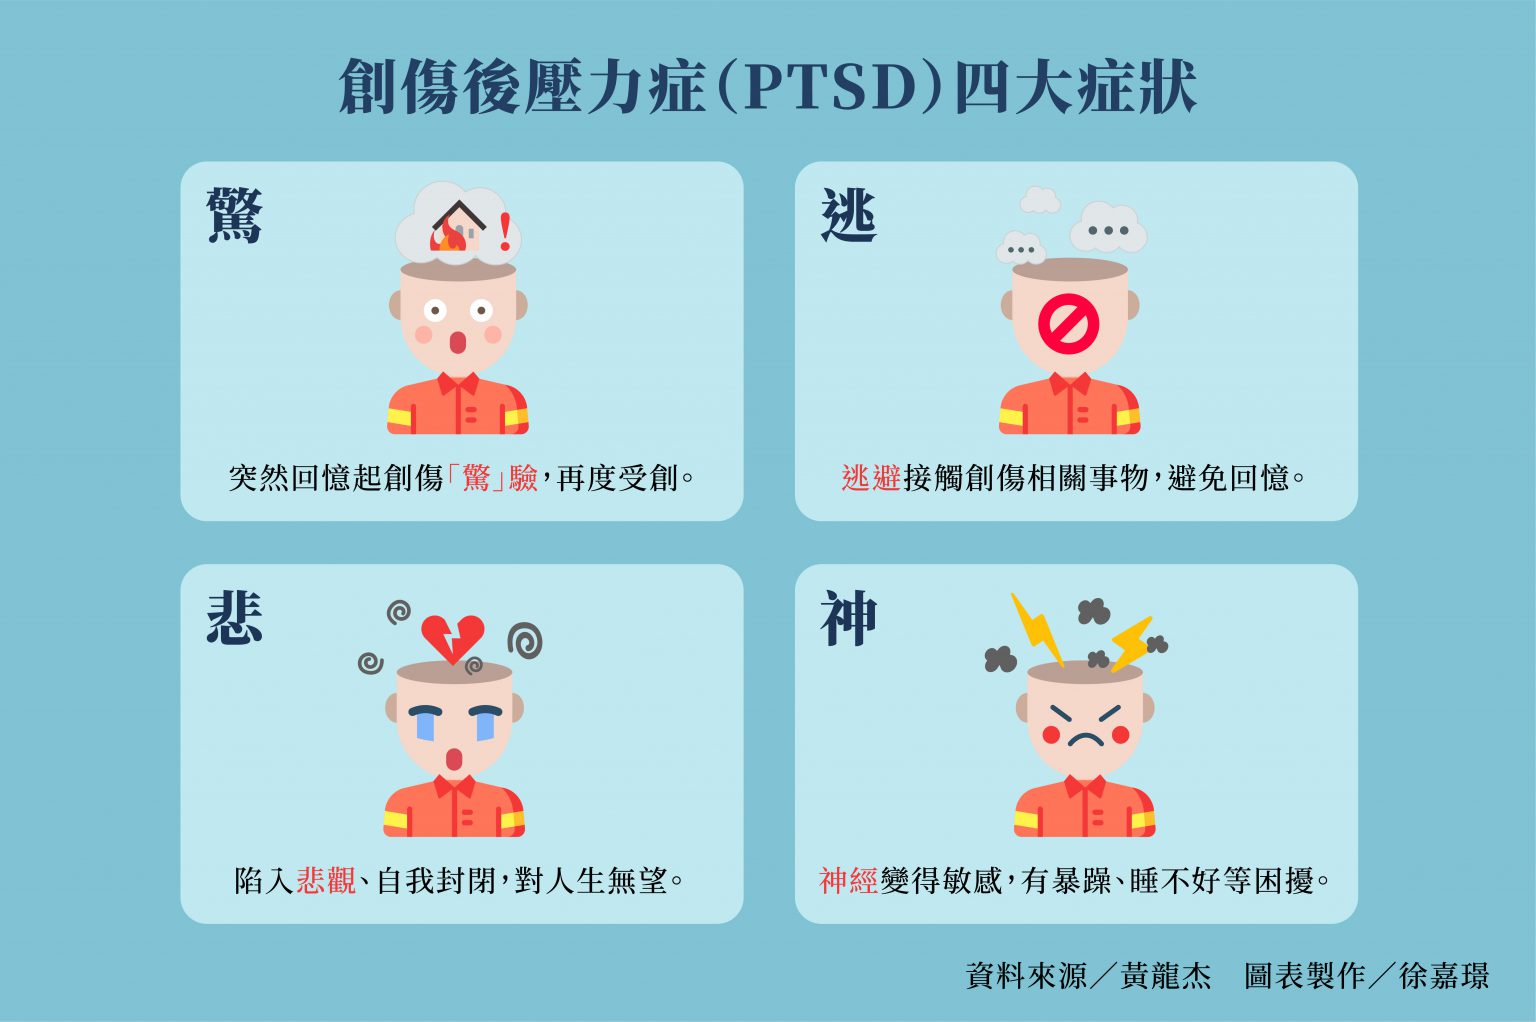 創傷後壓力症(PTSD)四大症狀
驚
突然回憶起創傷「驚」驗，再度受創。
逃
逃避接觸創傷相關事物，避免回憶。
悲
陷入悲觀、自我封閉，對人生無望。
神
神經變得敏感，有暴躁、睡不好等困擾。
資料來源／黃龍杰　圖表製作／徐嘉璟